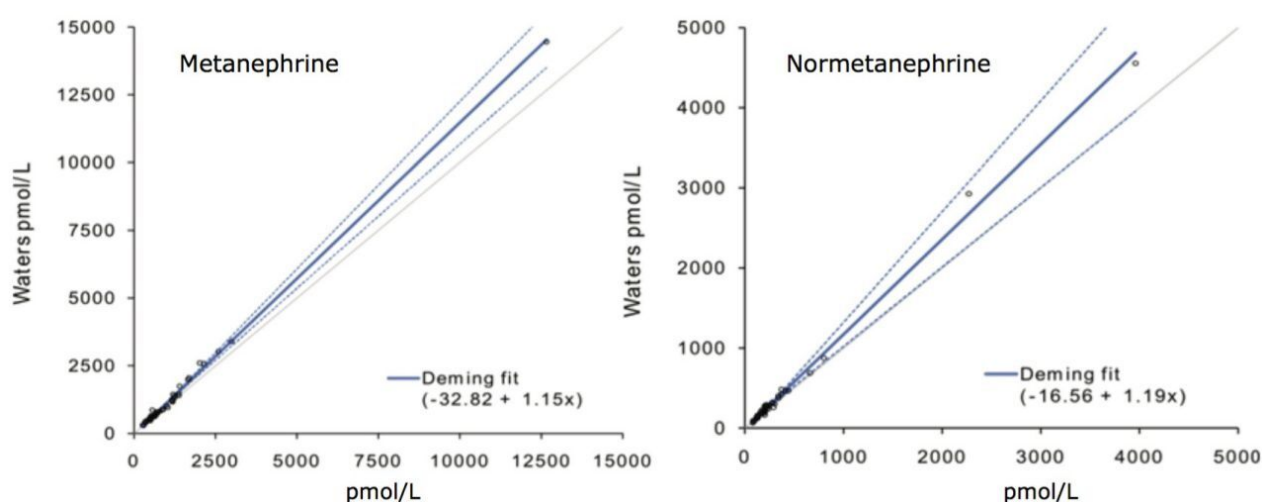 Metanephrine
Waters pmol/L
15000
12500
10000
7500
5000
2500
0
Deming fit
(-32.82 + 1.15x)
0 2500 5000 7500 10000 12500 15000
pmol/L
Normetanephrine
Waters pmol/L
5000
4000
3000
2000
1000
0
Deming fit
(-16.56 + 1.19x)
0 1000 2000 3000 4000 5000
pmol/L